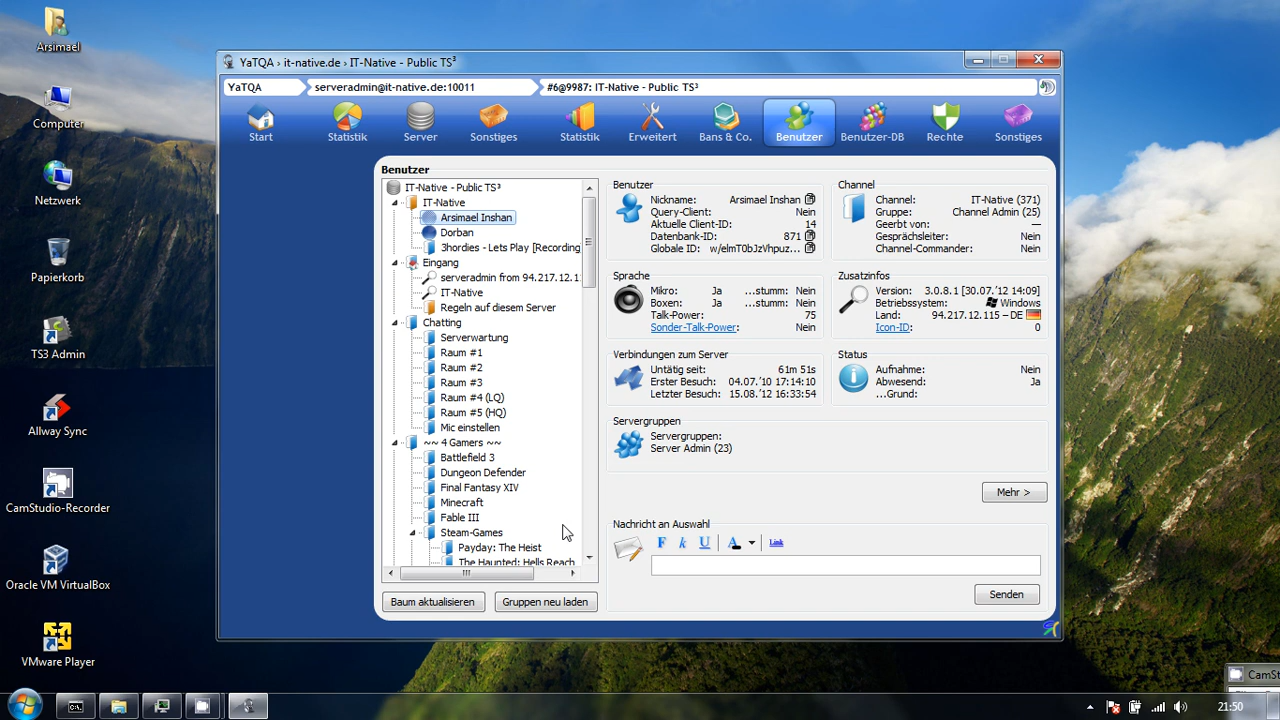 Arsimael
Computer
Netzwerk
Papierkorb
TS3 Admin
Allway Sync
CamStudio-Recorder
Oracle VM VirtualBox
VMware Player
YaTQA › it-native.de › IT-Native - Public TS³
YaTQA
serveradmin@it-native.de:10011
#6@9987: IT-Native - Public TS³
Start
Statistik
Server
Sonstiges
Statistik
Erweitert
Bans & Co.
Benutzer
Benutzer-DB
Rechte
Sonstiges
Benutzer
IT-Native - Public TS³
IT-Native
Arsimael Inshan
Dorban
3hordies - Lets Play [Recording
Eingang
serveradmin from 94.217.12.1
IT-Native
Regeln auf diesem Server
Chatting
Serverwartung
Raum #1
Raum #2
Raum #3
Raum #4 (LQ)
Raum #5 (HQ)
Mic einstellen
~~ 4 Gamers ~~
Battlefield 3
Dungeon Defender
Final Fantasy XIV
Minecraft
Fable III
Steam-Games
Payday: The Heist
The Haunted: Hells Reach
Baum aktualisieren
Gruppen neu laden
Benutzer
Nickname: Arsimael Inshan
Query-Client: Nein
Aktuelle Client-ID: 14
Datenbank-ID: 871
Globale ID: w/elmT0bJzVhpuz...
Channel
Channel: IT-Native (371)
Gruppe: Channel Admin (25)
Geerbt von: —
Gesprächsleiter: Nein
Channel-Commander: Nein
Sprache
Mikro: Ja ...stumm: Nein
Boxen: Ja ...stumm: Nein
Talk-Power: 75
Sonder-Talk-Power: Nein
Zusatzinfos
Version: 3.0.8.1 [30.07.'12 14:09]
Betriebssystem: Windows
Land: 94.217.12.115 – DE
Icon-ID: 0
Verbindungen zum Server
Untätig seit: 61m 51s
Erster Besuch: 04.07.'10 17:14:10
Letzter Besuch: 15.08.'12 16:33:54
Status
Aufnahme: Nein
Abwesend: Ja
...Grund:
Servergruppen
Servergruppen:
Server Admin (23)
Mehr >
Nachricht an Auswahl
F k U A Link
Senden
CamSt
21:50